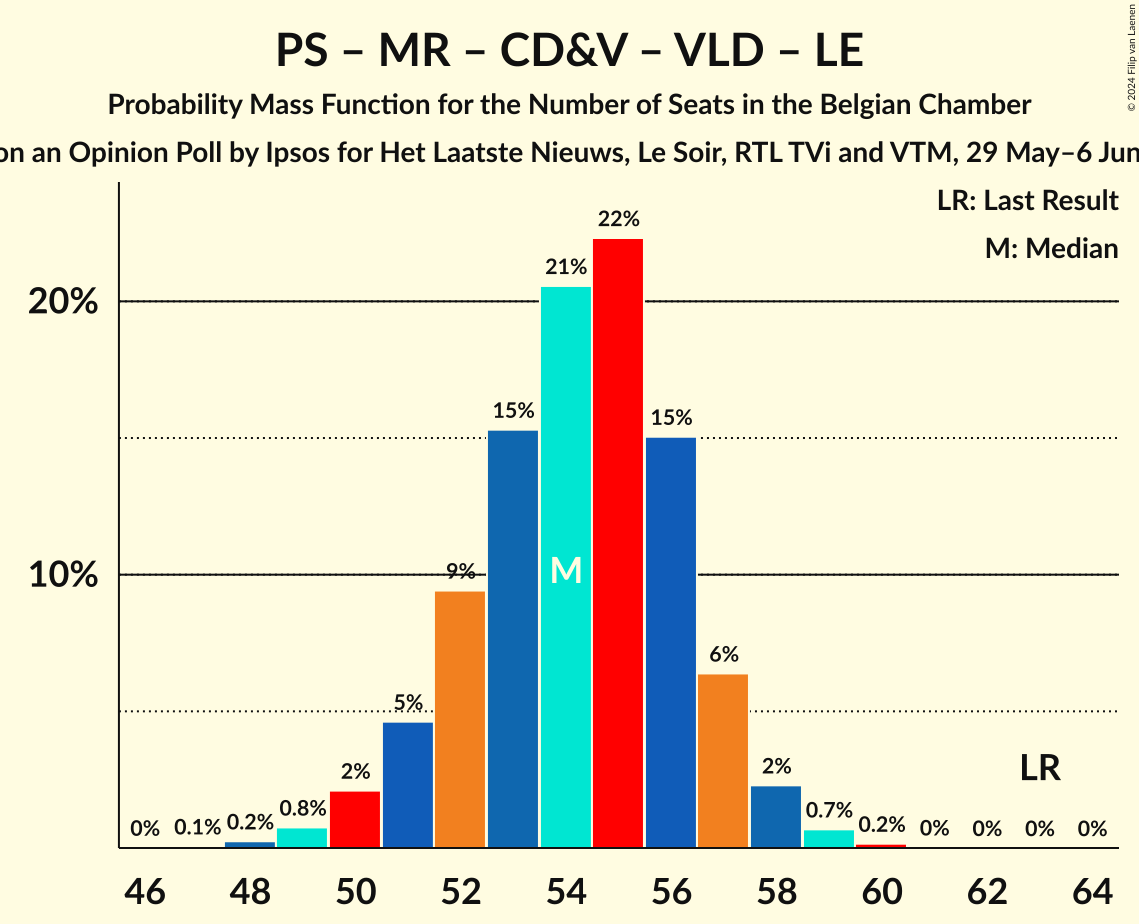 PS – MR – CD&V – VLD – LE
Probability Mass Function for the Number of Seats in the Belgian Chamber
on an Opinion Poll by Ipsos for Het Laatste Nieuws, Le Soir, RTL TVi and VTM, 29 May–6 Jun
© 2024 Filip van Laenen
LR: Last Result
M: Median
20%
10%
0% 0.1% 0.2% 0.8% 2% 5% 9% 15% 21% 22% 15% 6% 2% 0.7% 0.2% 0% 0% 0% 0%
M
LR
46 48 50 52 54 56 58 60 62 64